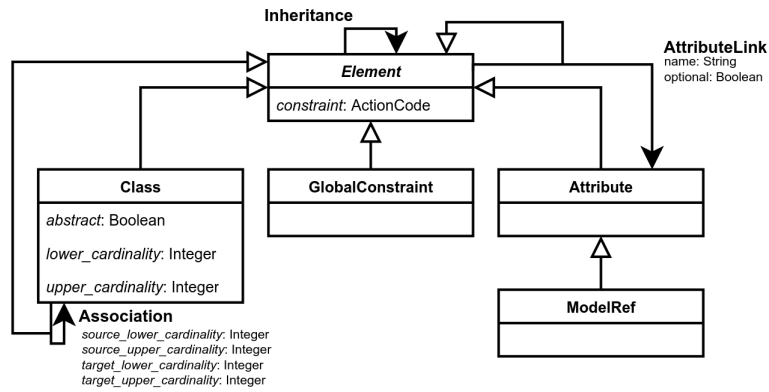 Inheritance
AttributeLink
name: String
optional: Boolean
Element
constraint: ActionCode
Class
abstract: Boolean
lower_cardinality: Integer
upper_cardinality: Integer
GlobalConstraint
Attribute
ModelRef
Association
source_lower_cardinality: Integer
source_upper_cardinality: Integer
target_lower_cardinality: Integer
target_upper_cardinality: Integer